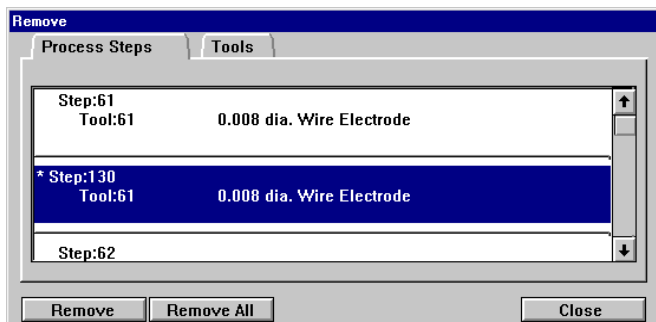 Remove
Process Steps Tools
Step:61
Tool:61 0.008 dia. Wire Electrode
* Step:130
Tool:61 0.008 dia. Wire Electrode
Step:62
Remove Remove All Close